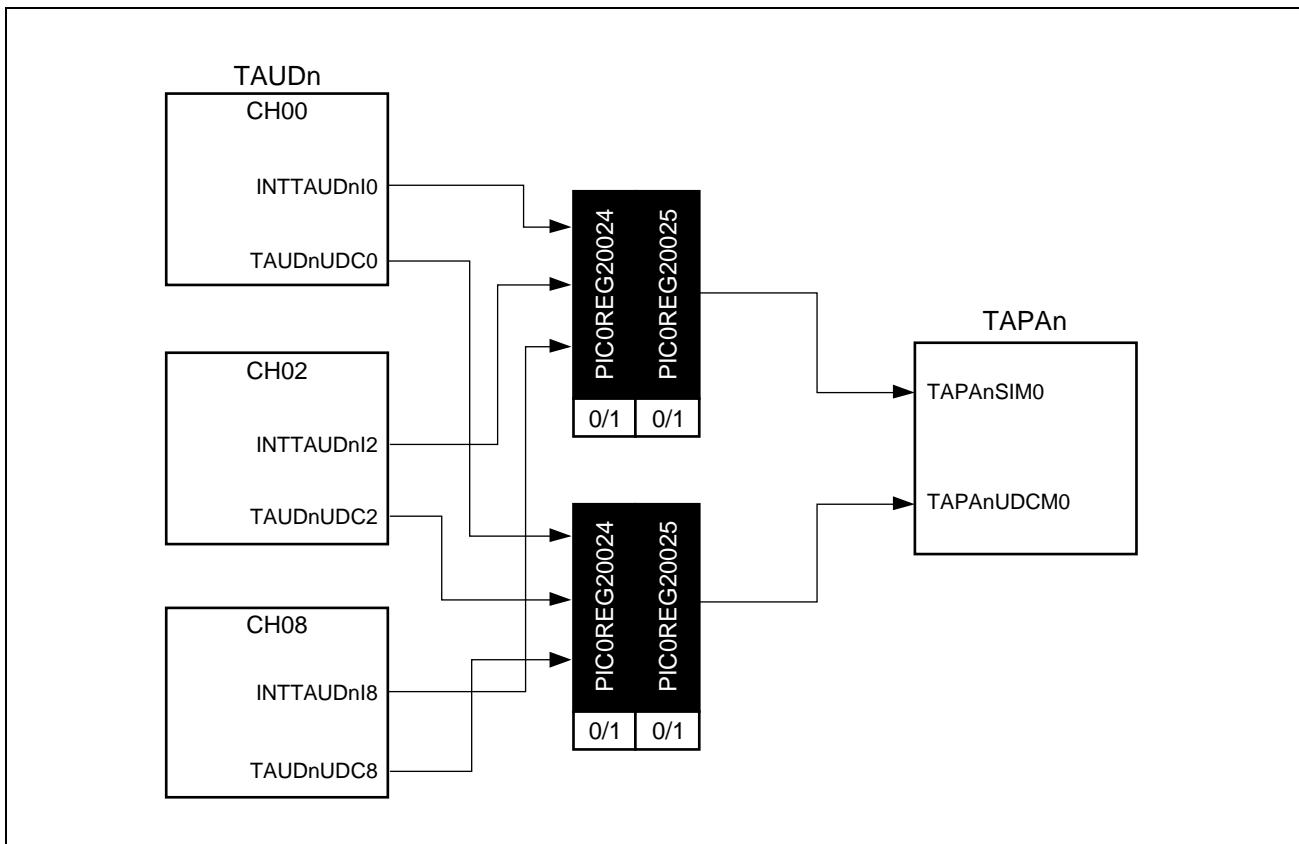 TAUDn
CH00
INTTAUDnI0
TAUDnUDC0
CH02
INTTAUDnI2
TAUDnUDC2
CH08
INTTAUDnI8
TAUDnUDC8
PIC0REG20024
PIC0REG20025
0/1
0/1
PIC0REG20024
PIC0REG20025
0/1
0/1
TAPAn
TAPAnSIM0
TAPAnUDCM0